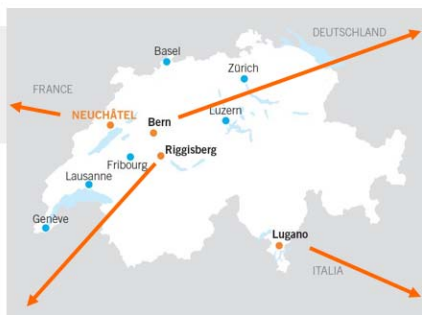 DEUTSCHLAND
Basel
Zürich
FRANCE
NEUCHÂTEL
Luzern
Bern
Riggisberg
Fribourg
Lausanne
Genève
Lugano
ITALIA